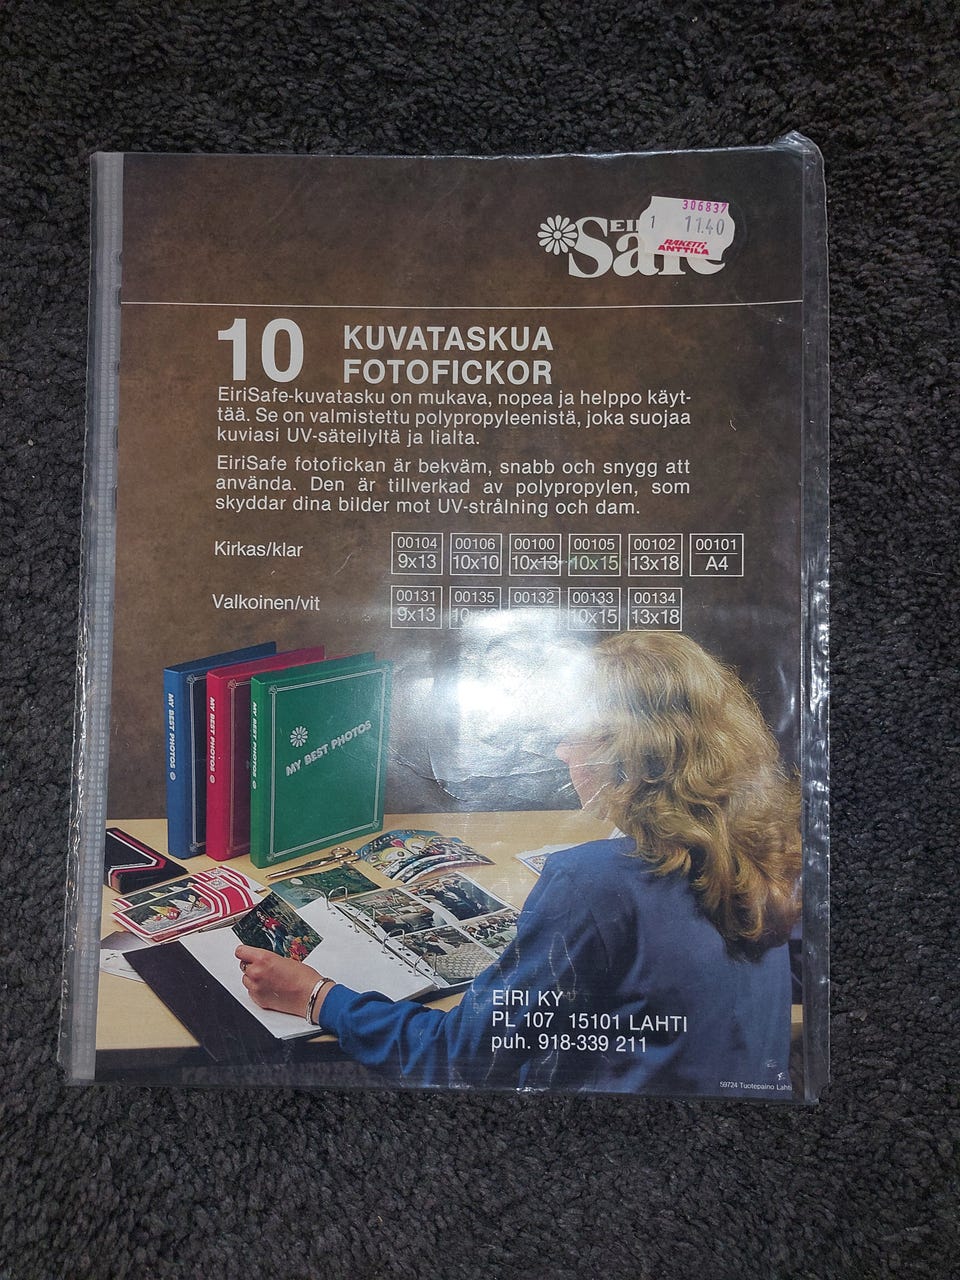 306837
1 11.40
RAKETTI
ANTTILA
Safe
10 KUVATASKUA
FOTOFICKOR
EiriSafe-kuvatasku on mukava, nopea ja helppo käyt-
tää. Se on valmistettu polypropyleenistä, joka suojaa
kuviasi UV-säteilyltä ja lialta.
EiriSafe fotofickan är bekväm, snabb och snygg att
använda. Den är tillverkad av polypropylen, som
skyddar dina bilder mot UV-strålning och dam.
Kirkas/klar
00104 00106 00100 00105 00102 00101
9x13 10x10 10x13 10x15 13x18 A4
Valkoinen/vit
00131 00135 00132 00133 00134
9x13 10x15 13x18
MY BEST PHOTOS
MY BEST PHOTOS
MY BEST PHOTOS
MY BEST PHOTOS
EIRI KY
PL 107 15101 LAHTI
puh. 918-339 211
59724 Tuotepaino Lahti